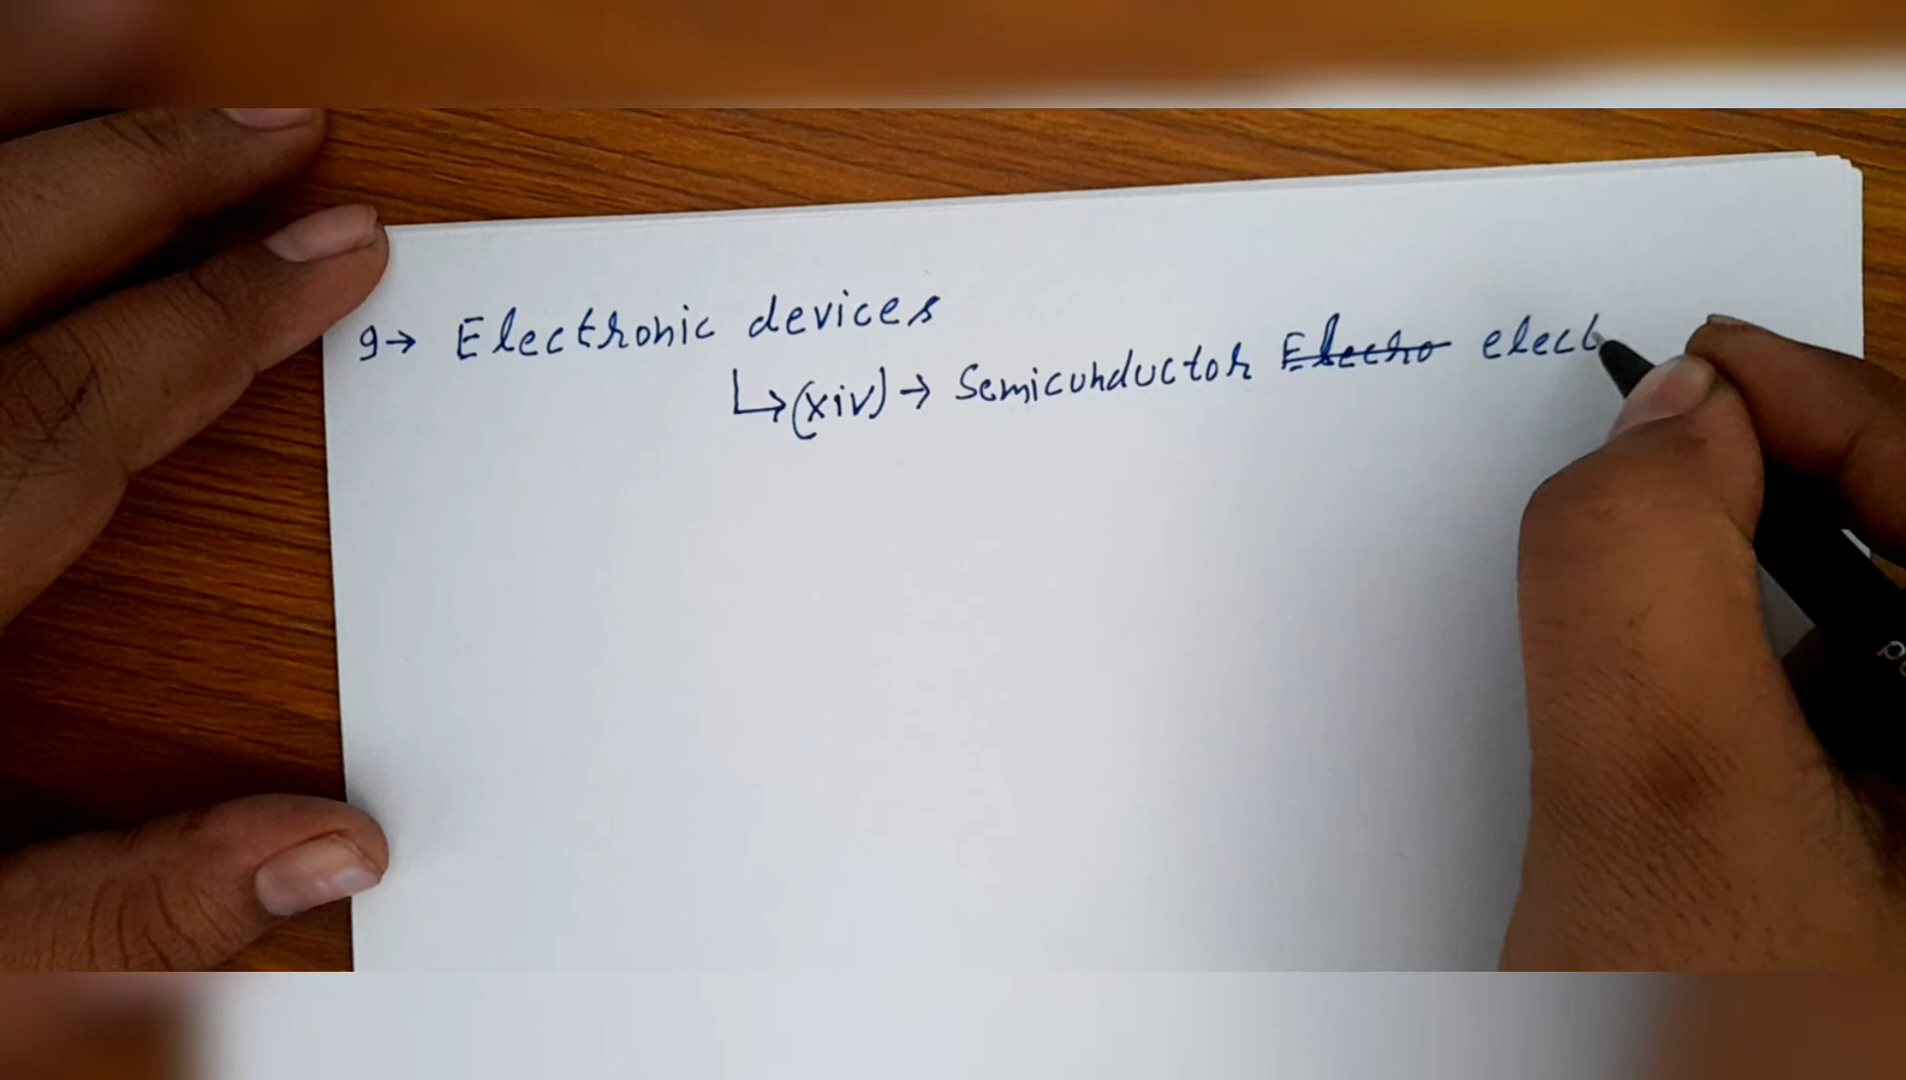 9→ Electronic devices
↳(xiv)→ Semiconductor ~~Electro~~ elect